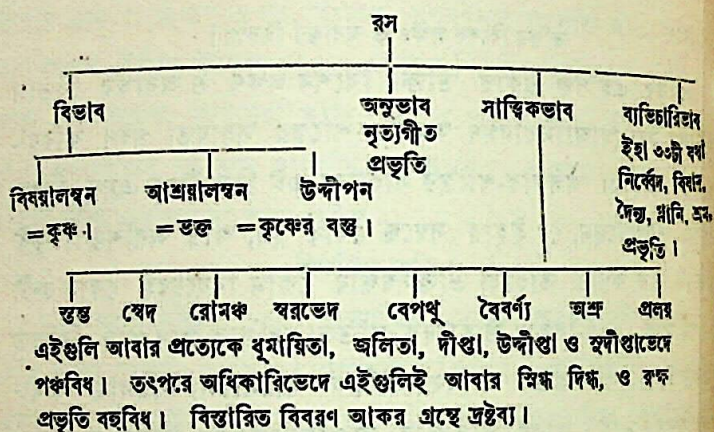 রস
বিভাব
অনুভাব
নৃত্যগীত
প্রভৃতি
সাত্ত্বিকভাব
ব্যভিচারিভাব
ইহা ৩৩টী যথা
নির্ব্বেদ, বিষাদ,
দৈন্য, গ্লানি, শ্রম,
প্রভৃতি।
বিষয়ালম্বন
=কৃষ্ণ।
আশ্রয়ালম্বন
=ভক্ত
উদ্দীপন
=কৃষ্ণের বস্তু।
স্তম্ভ স্বেদ রোমঞ্চ স্বরভেদ বেপথু বৈবর্ণ্য অশ্রু প্রলয়
এইগুলি আবার প্রত্যেকে ধূমায়িতা, জলিতা, দীপ্তা, উদ্দীপ্তা ও সুদীপ্তাভেদে
পঞ্চবিধ। তৎপরে অধিকারিভেদে এইগুলিই আবার স্নিগ্ধ দিগ্ধ, ও রুক্ষ
প্রভৃতি বহুবিধ। বিস্তারিত বিবরণ আকর গ্রন্থে দ্রষ্টব্য।